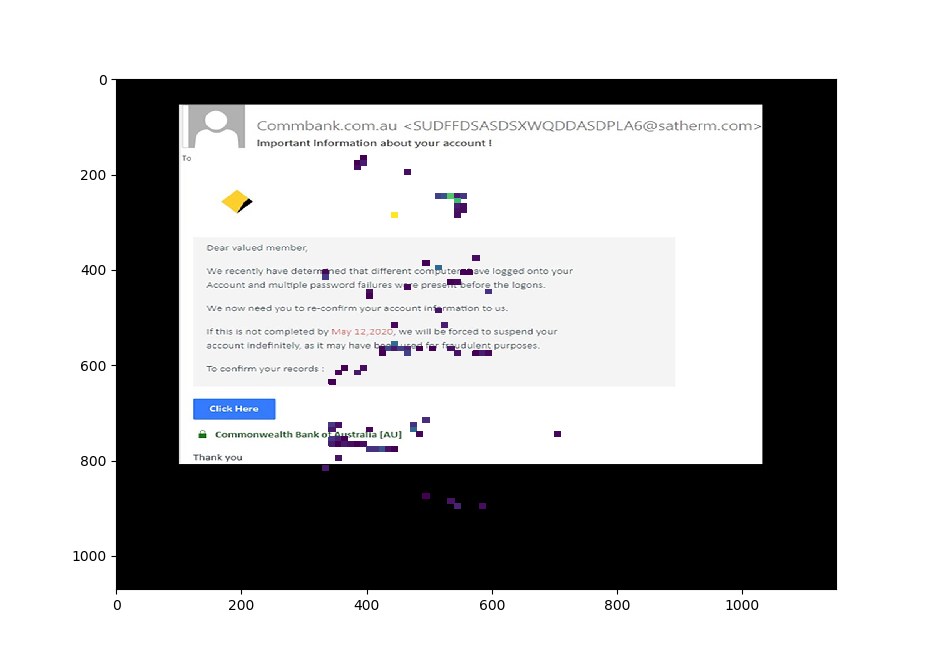 0
200
400
600
800
1000
0 200 400 600 800 1000
Commbank.com.au <SUDFFDSASDSXWQDDASDPLA6@satherm.com>
Important Information about your account !
To
Dear valued member,
We recently have determined that different computer have logged onto your
Account and multiple password failures were present before the logons.
We now need you to re-confirm your account information to us.
If this is not completed by May 12,2020, we will be forced to suspend your
account indefinitely, as it may have been used for fraudulent purposes.
To confirm your records :
Click Here
Commonwealth Bank of Australia [AU]
Thank you